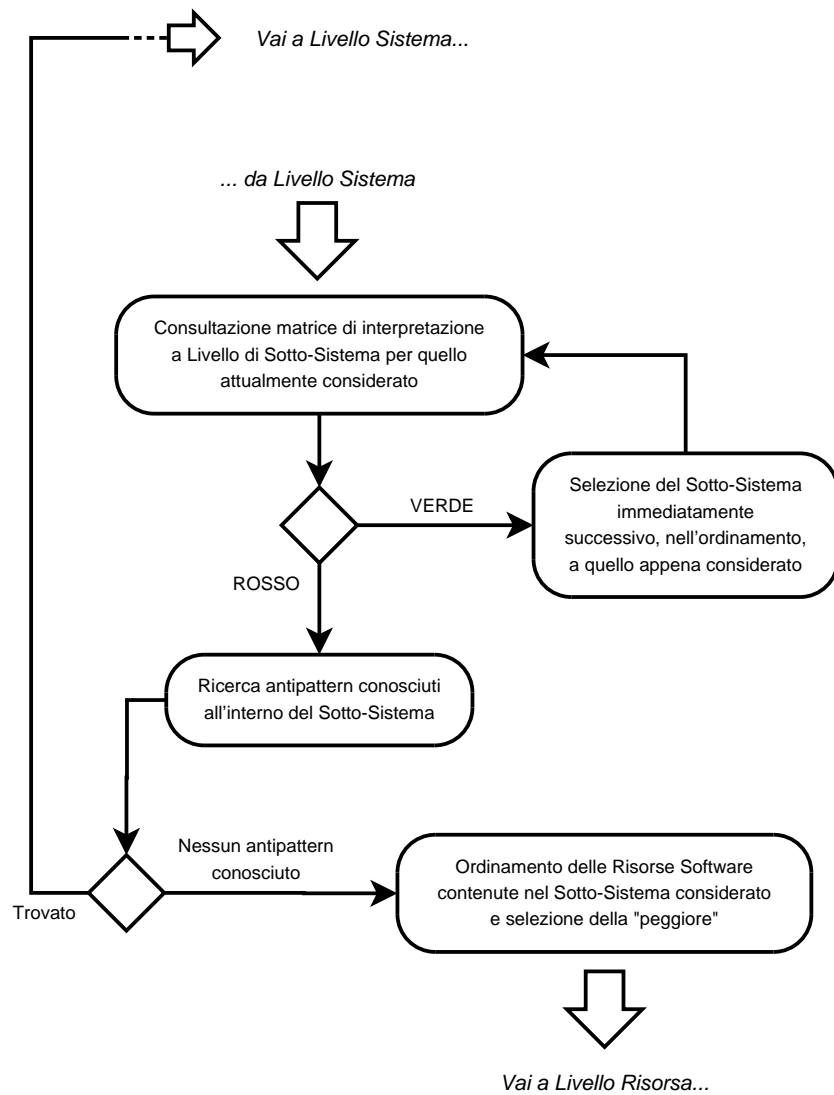 Vai a Livello Sistema...
... da Livello Sistema
Consultazione matrice di interpretazione
a Livello di Sotto-Sistema per quello
attualmente considerato
Selezione del Sotto-Sistema
immediatamente
successivo, nell'ordinamento,
a quello appena considerato
VERDE
ROSSO
Ricerca antipattern conosciuti
all'interno del Sotto-Sistema
Nessun antipattern
conosciuto
Trovato
Ordinamento delle Risorse Software
contenute nel Sotto-Sistema considerato
e selezione della "peggiore"
Vai a Livello Risorsa...